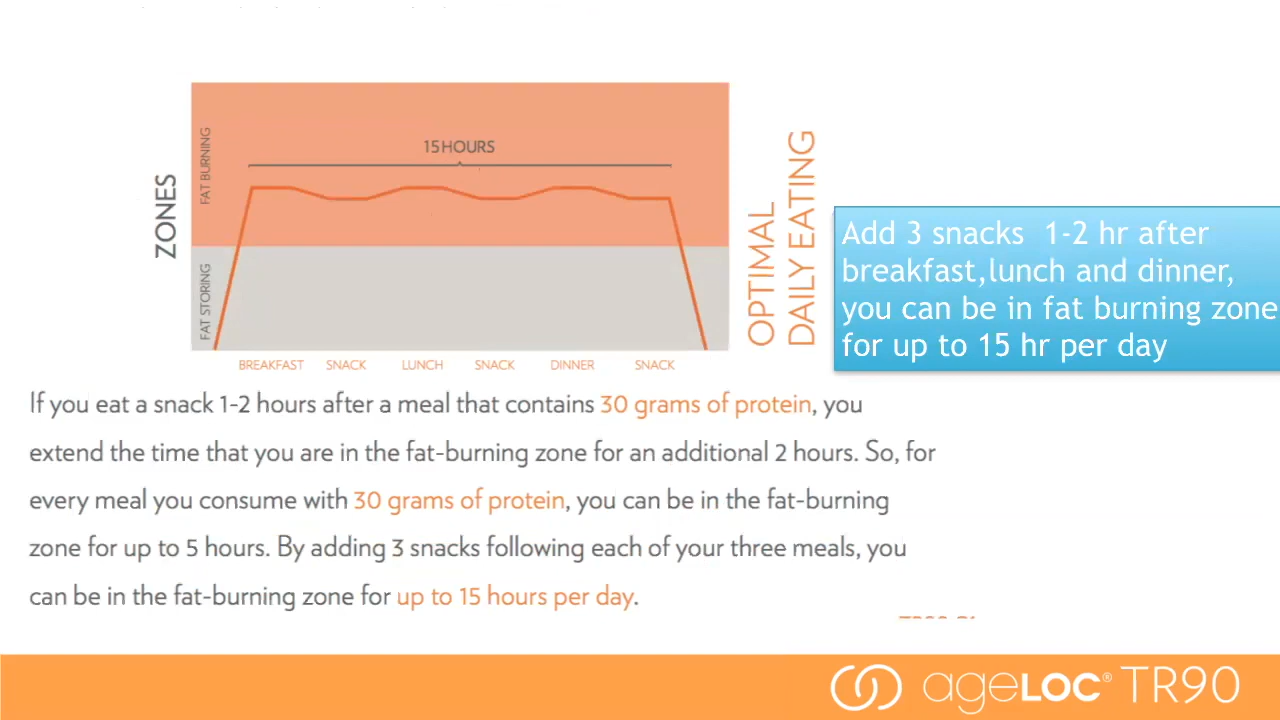 15 HOURS
ZONES
FAT BURNING
FAT STORING
OPTIMAL
DAILY EATING
BREAKFAST SNACK LUNCH SNACK DINNER SNACK
Add 3 snacks 1-2 hr after
breakfast,lunch and dinner,
you can be in fat burning zone
for up to 15 hr per day
If you eat a snack 1-2 hours after a meal that contains 30 grams of protein, you
extend the time that you are in the fat-burning zone for an additional 2 hours. So, for
every meal you consume with 30 grams of protein, you can be in the fat-burning
zone for up to 5 hours. By adding 3 snacks following each of your three meals, you
can be in the fat-burning zone for up to 15 hours per day.
ageLOC® TR90